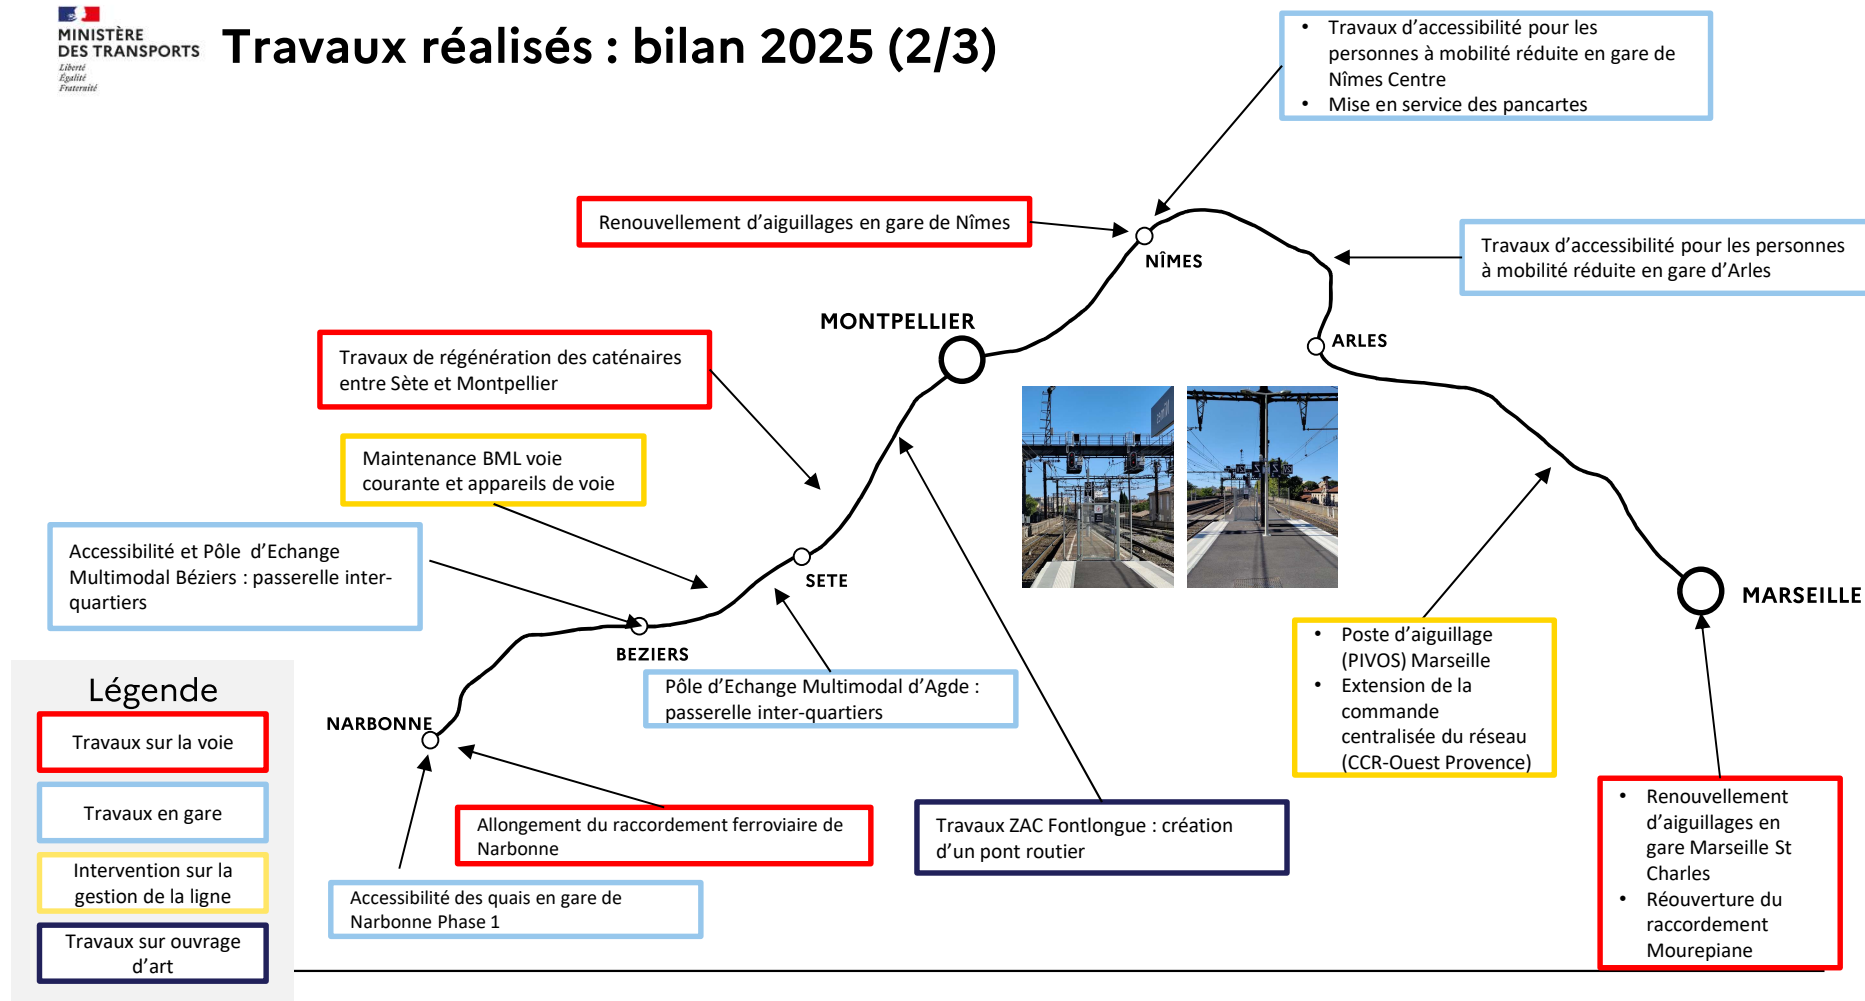 MINISTÈRE
DES TRANSPORTS
Liberté
Égalité
Fraternité
Travaux réalisés : bilan 2025 (2/3)
• Travaux d'accessibilité pour les
personnes à mobilité réduite en gare de
Nîmes Centre
• Mise en service des pancartes
Renouvellement d'aiguillages en gare de Nîmes
NÎMES
Travaux d'accessibilité pour les personnes
à mobilité réduite en gare d'Arles
MONTPELLIER
ARLES
Travaux de régénération des caténaires
entre Sète et Montpellier
Maintenance BML voie
courante et appareils de voie
Accessibilité et Pôle d'Echange
Multimodal Béziers : passerelle inter-
quartiers
SETE
MARSEILLE
BEZIERS
• Poste d'aiguillage
(PIVOS) Marseille
• Extension de la
commande
centralisée du réseau
(CCR-Ouest Provence)
Pôle d'Echange Multimodal d'Agde :
passerelle inter-quartiers
NARBONNE
Légende
Travaux sur la voie
Travaux en gare
Intervention sur la
gestion de la ligne
Travaux sur ouvrage
d'art
Allongement du raccordement ferroviaire de
Narbonne
Travaux ZAC Fontlongue : création
d'un pont routier
• Renouvellement
d'aiguillages en
gare Marseille St
Charles
• Réouverture du
raccordement
Mourepiane
Accessibilité des quais en gare de
Narbonne Phase 1